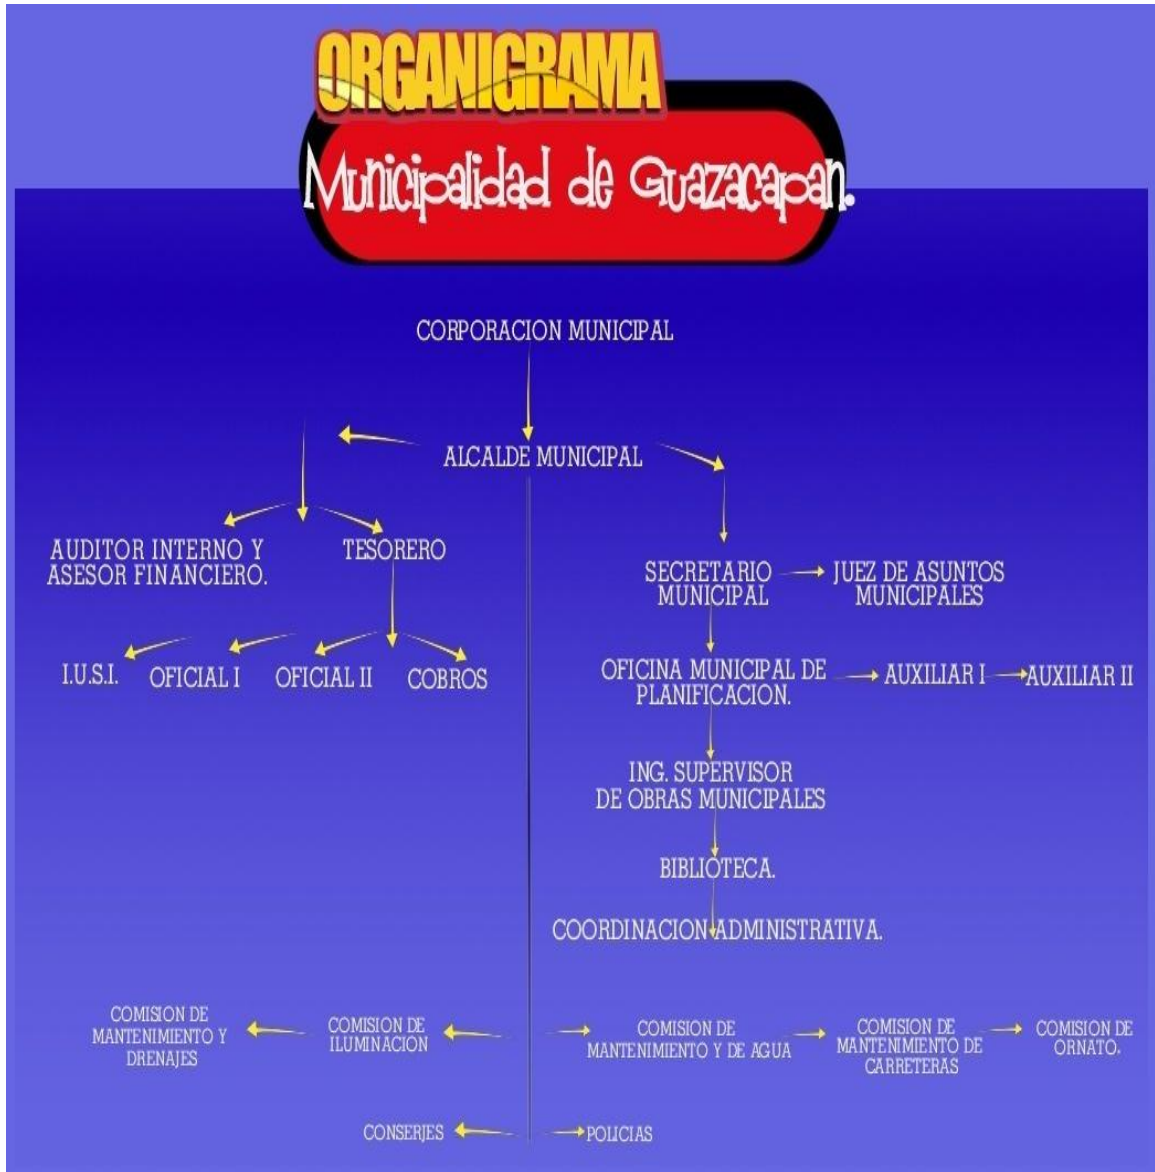 ORGANIGRAMA
Municipalidad de Guazacapan.
CORPORACION MUNICIPAL
ALCALDE MUNICIPAL
AUDITOR INTERNO Y
ASESOR FINANCIERO.
TESORERO
SECRETARIO
MUNICIPAL
JUEZ DE ASUNTOS
MUNICIPALES
I.U.S.I.
OFICIAL I
OFICIAL II
COBROS
OFICINA MUNICIPAL DE
PLANIFICACION.
AUXILIAR I
AUXILIAR II
ING. SUPERVISOR
DE OBRAS MUNICIPALES
BIBLIOTECA.
COORDINACION ADMINISTRATIVA.
COMISION DE
MANTENIMIENTO Y
DRENAJES
COMISION DE
ILUMINACIÓN
COMISION DE
MANTENIMIENTO Y DE AGUA
COMISION DE
MANTENIMIENTO DE
CARRETERAS
COMISION DE
ORNATO.
CONSERJES
POLICIAS